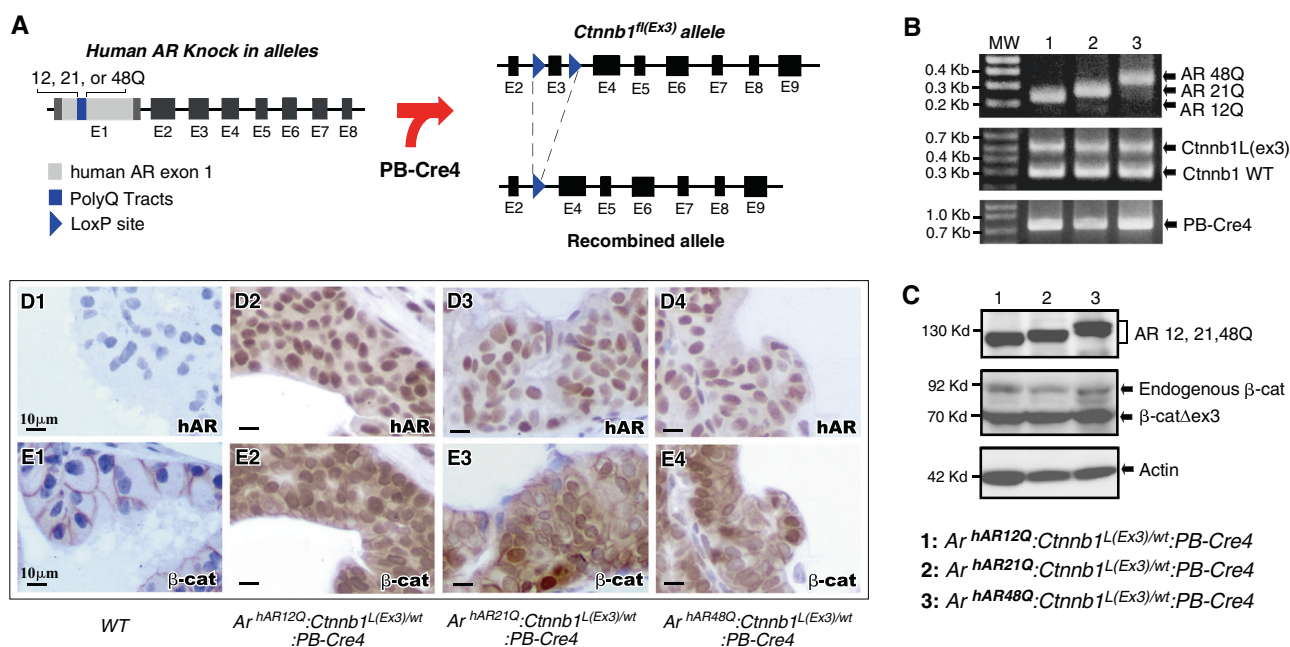 A
Human AR Knock in alleles
12, 21, or 48Q
E1 E2 E3 E4 E5 E6 E7 E8
human AR exon 1
PolyQ Tracts
LoxP site
PB-Cre4
Ctnnb1fl(Ex3) allele
E2 E3 E4 E5 E6 E7 E8 E9
E2 E4 E5 E6 E7 E8 E9
Recombined allele
B
MW 1 2 3
0.4 Kb
0.3 Kb
0.2 Kb
AR 48Q
AR 21Q
AR 12Q
0.7 Kb
0.4 Kb
0.3 Kb
Ctnnb1L(ex3)
Ctnnb1 WT
1.0 Kb
0.7 Kb
PB-Cre4
C
1 2 3
130 Kd
AR 12, 21,48Q
92 Kd
70 Kd
Endogenous β-cat
β-catΔex3
42 Kd
Actin
1: Ar hAR12Q:Ctnnb1L(Ex3)/wt:PB-Cre4
2: Ar hAR21Q:Ctnnb1L(Ex3)/wt:PB-Cre4
3: Ar hAR48Q:Ctnnb1L(Ex3)/wt:PB-Cre4
D1 D2 D3 D4
10µm
hAR hAR hAR hAR
E1 E2 E3 E4
10µm
β-cat β-cat β-cat β-cat
WT
Ar hAR12Q:Ctnnb1L(Ex3)/wt
:PB-Cre4
Ar hAR21Q:Ctnnb1L(Ex3)/wt
:PB-Cre4
Ar hAR48Q:Ctnnb1L(Ex3)/wt
:PB-Cre4